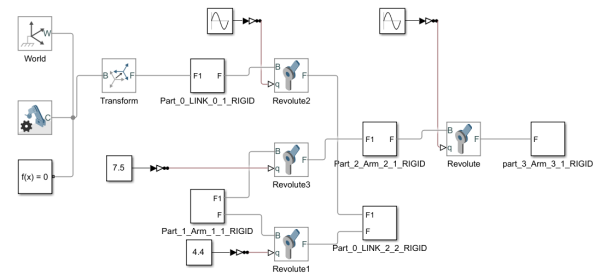 World
W
C
f(x) = 0
B
F
Transform
F1
F
Part_0_LINK_0_1_RIGID
B
q
F
Revolute2
7.5
B
q
F
Revolute3
F1
F
Part_1_Arm_1_1_RIGID
4.4
B
q
F
Revolute1
F1
F
Part_2_Arm_2_1_RIGID
F1
F
Part_0_LINK_2_2_RIGID
B
q
F
Revolute
F
part_3_Arm_3_1_RIGID